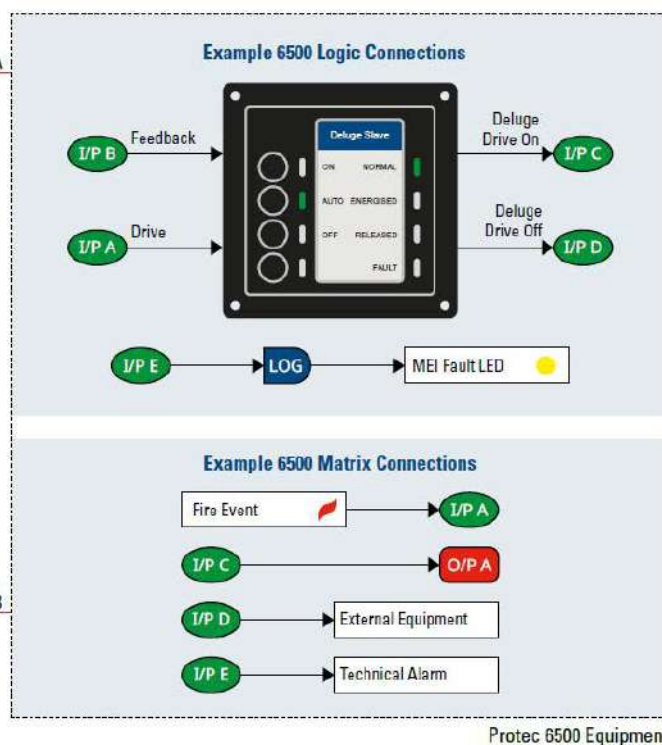 Example 6500 Logic Connections
Deluge Slave
I/P B Feedback
ON NORMAL
Deluge
Drive On
I/P C
AUTO ENERGISED
I/P A Drive
OFF RELEASED
Deluge
Drive Off
I/P D
FAULT
I/P E LOG MEI Fault LED
Example 6500 Matrix Connections
Fire Event I/P A
I/P C O/P A
I/P D External Equipment
I/P E Technical Alarm
Protec 6500 Equipmen